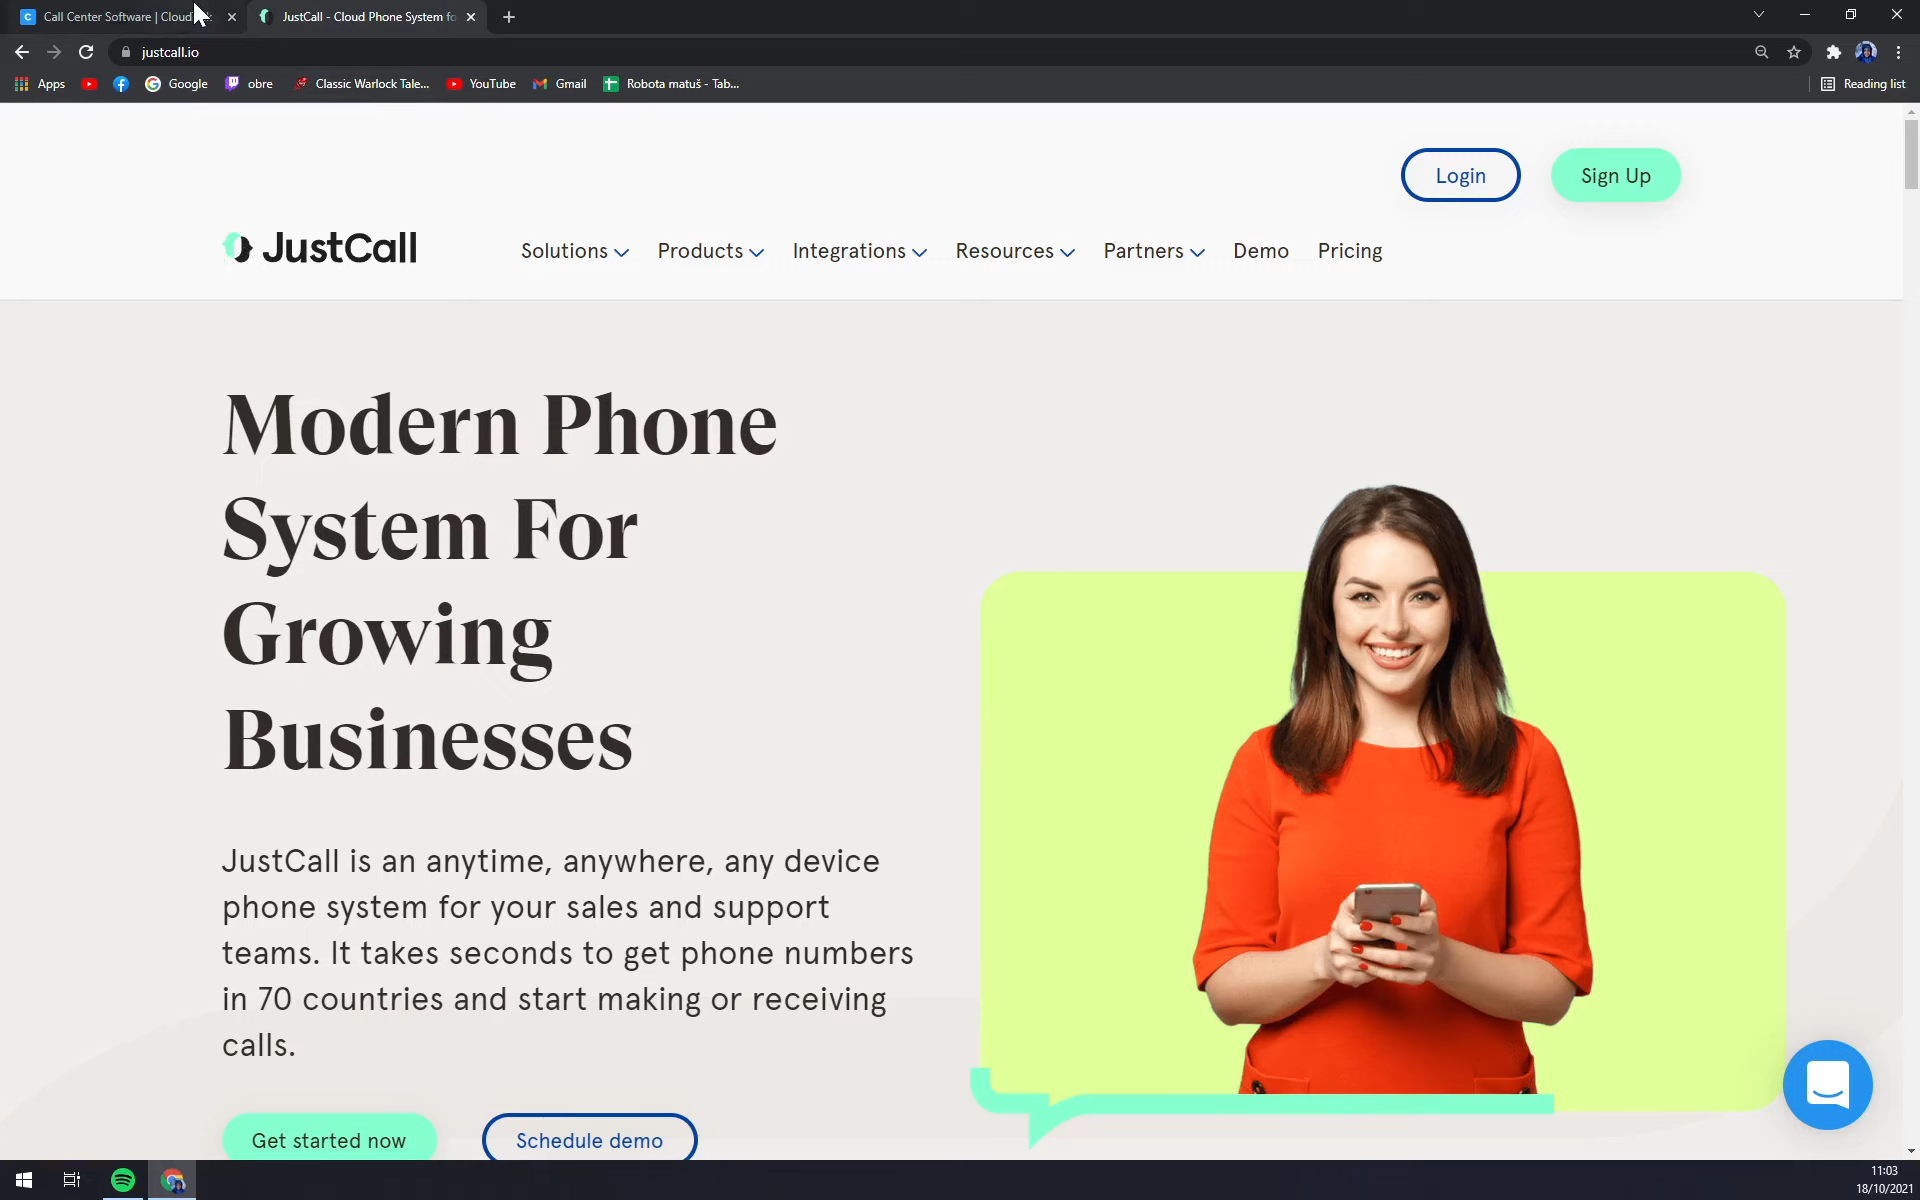 Call Center Software | Cloud
JustCall - Cloud Phone System fo
justcall.io
Apps
Google
obre
Classic Warlock Tale...
YouTube
Gmail
Robota matuš - Tab...
Reading list
Login
Sign Up
JustCall
Solutions
Products
Integrations
Resources
Partners
Demo
Pricing
Modern Phone
System For
Growing
Businesses
JustCall is an anytime, anywhere, any device
phone system for your sales and support
teams. It takes seconds to get phone numbers
in 70 countries and start making or receiving
calls.
Get started now
Schedule demo
11:03
18/10/2021